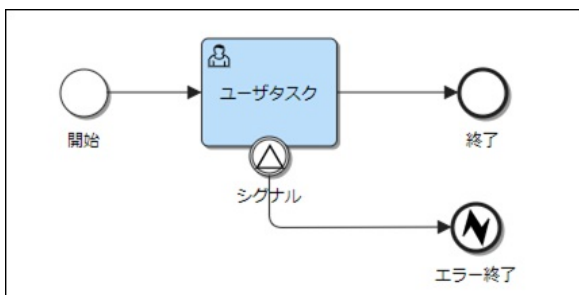 ユーザタスク
開始
終了
シグナル
エラー終了